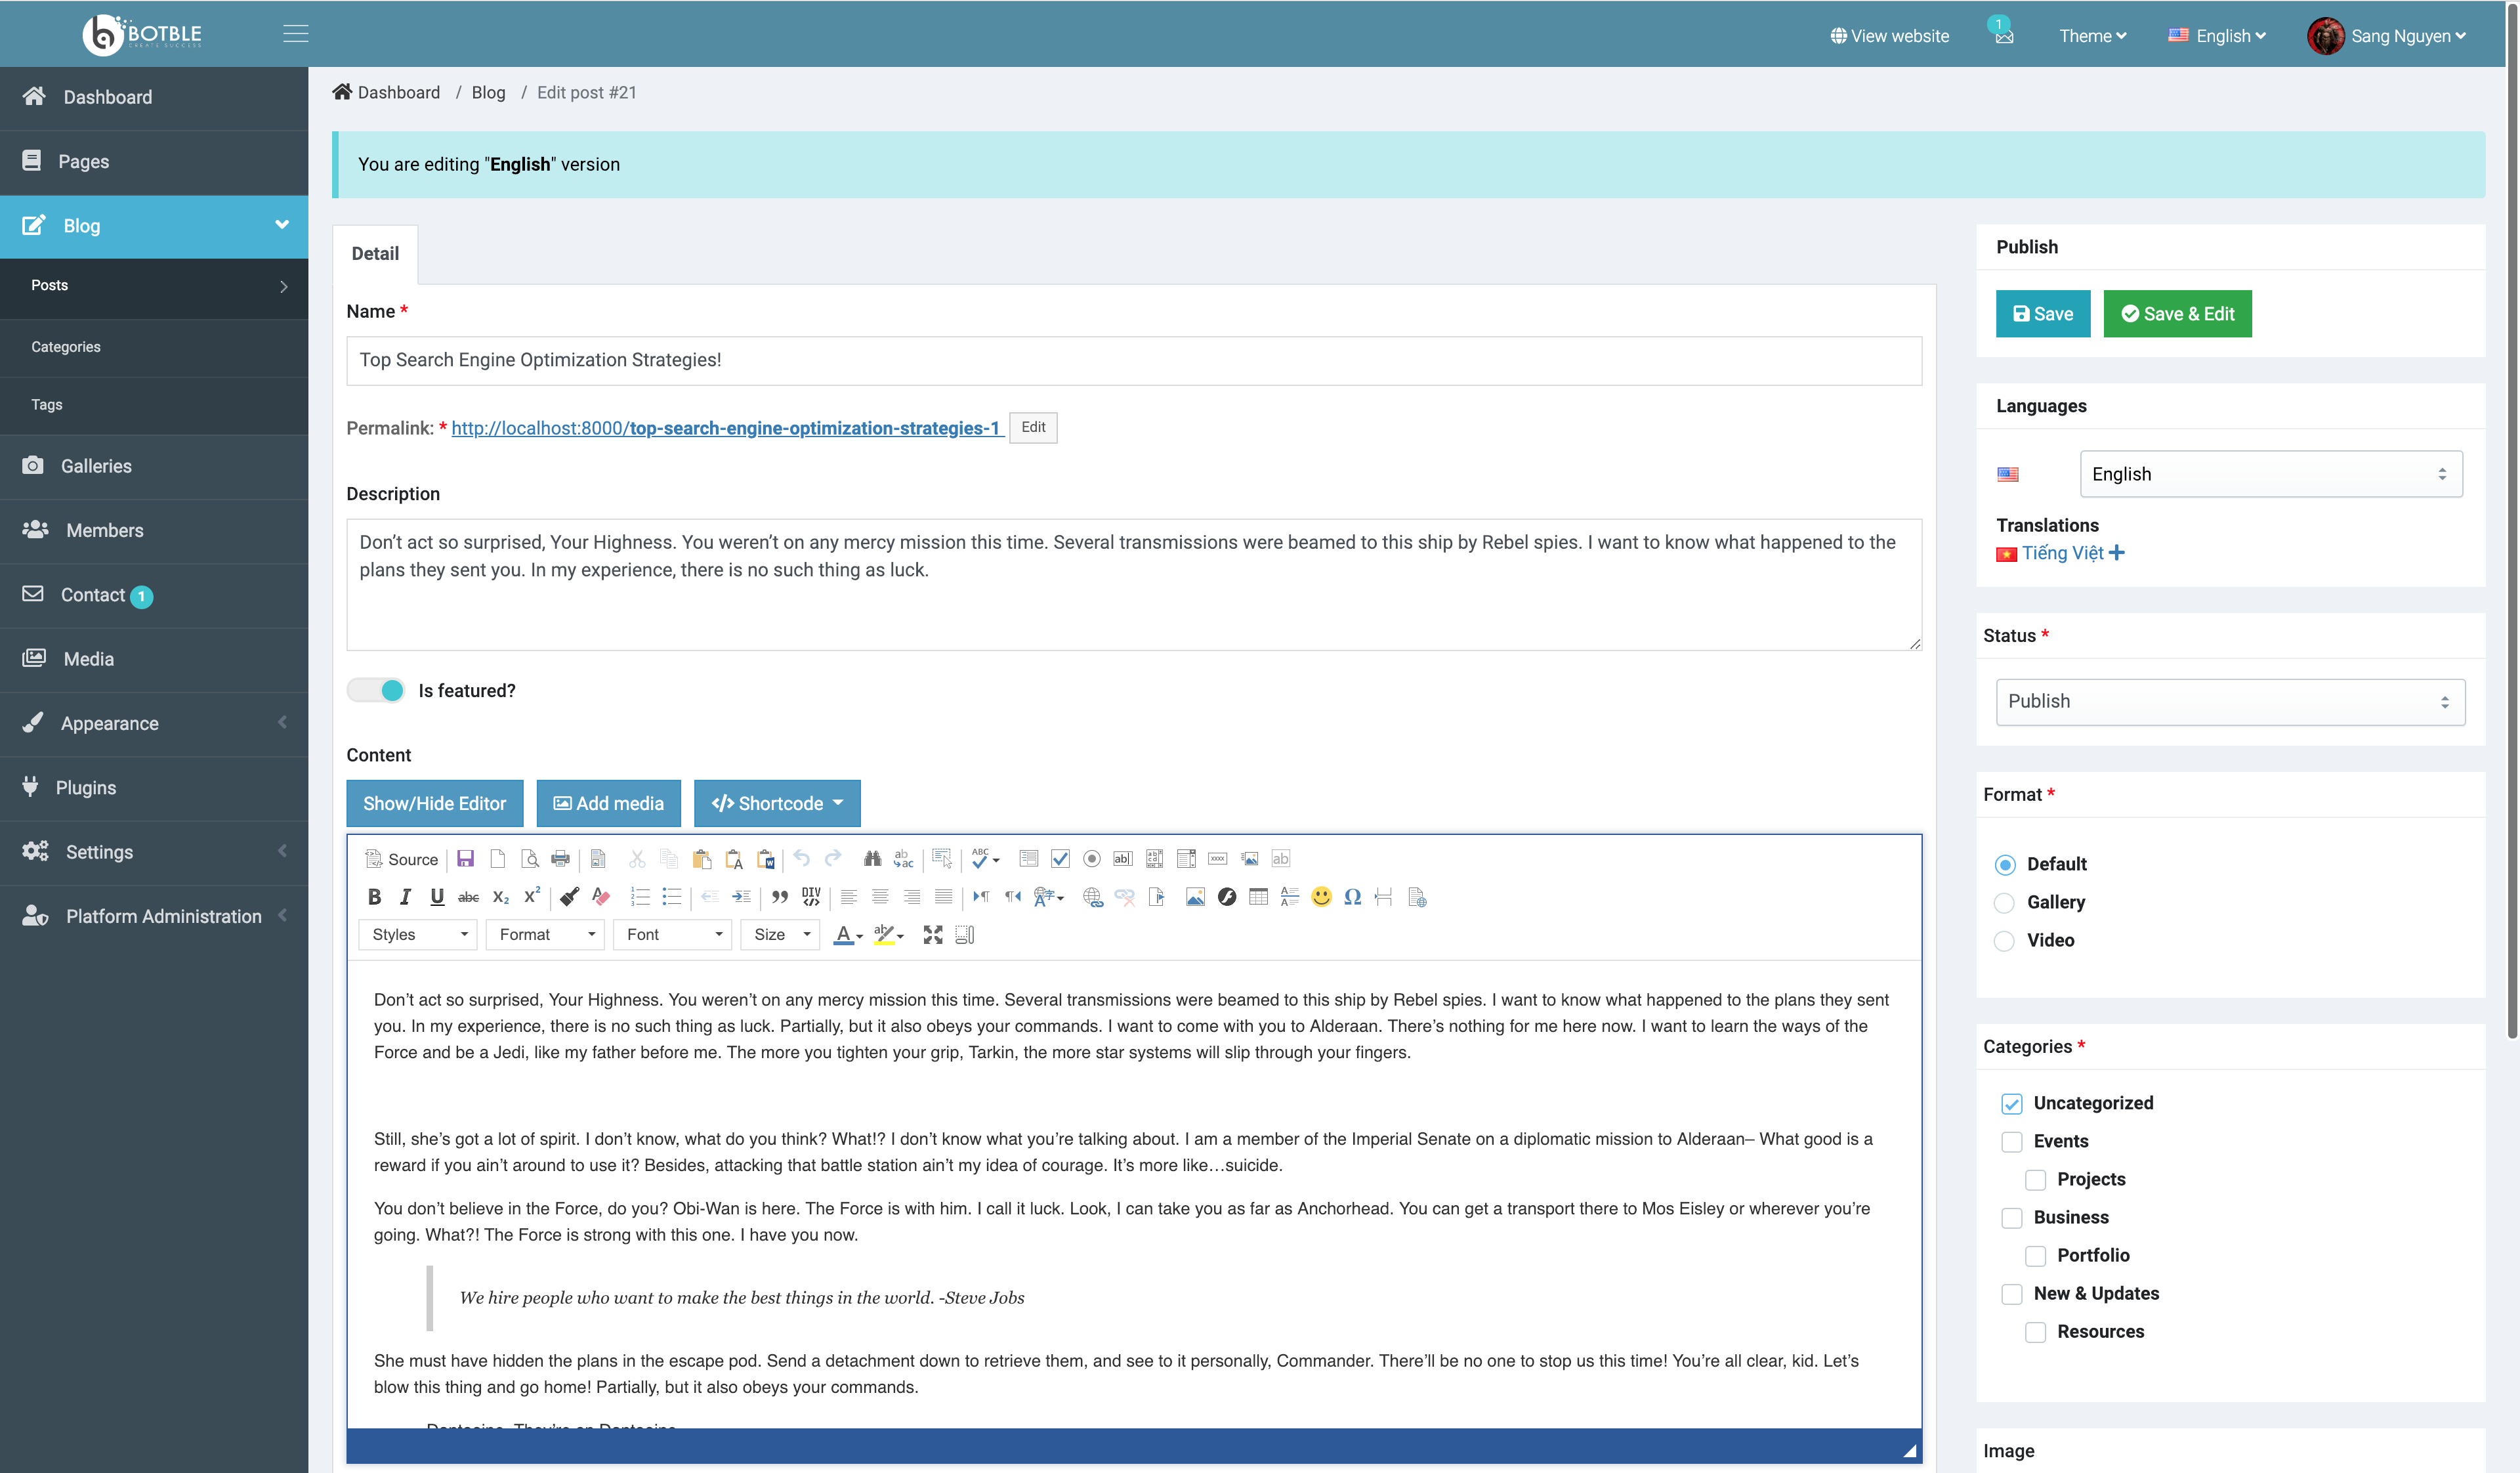 BOTBLE
CREATE SUCCESS
View website
1
Theme
English
Sang Nguyen
Dashboard
Pages
Blog
Posts
Categories
Tags
Galleries
Members
Contact 1
Media
Appearance
Plugins
Settings
Platform Administration
Dashboard / Blog / Edit post #21
You are editing "English" version
Detail
Name *
Top Search Engine Optimization Strategies!
Permalink: * http://localhost:8000/top-search-engine-optimization-strategies-1 Edit
Description
Don’t act so surprised, Your Highness. You weren’t on any mercy mission this time. Several transmissions were beamed to this ship by Rebel spies. I want to know what happened to the
plans they sent you. In my experience, there is no such thing as luck.
Is featured?
Content
Show/Hide Editor
Add media
Shortcode
Source
Styles
Format
Font
Size
Don’t act so surprised, Your Highness. You weren’t on any mercy mission this time. Several transmissions were beamed to this ship by Rebel spies. I want to know what happened to the plans they sent
you. In my experience, there is no such thing as luck. Partially, but it also obeys your commands. I want to come with you to Alderaan. There’s nothing for me here now. I want to learn the ways of the
Force and be a Jedi, like my father before me. The more you tighten your grip, Tarkin, the more star systems will slip through your fingers.
Still, she’s got a lot of spirit. I don’t know, what do you think? What!? I don’t know what you’re talking about. I am a member of the Imperial Senate on a diplomatic mission to Alderaan– What good is a
reward if you ain’t around to use it? Besides, attacking that battle station ain’t my idea of courage. It’s more like…suicide.
You don’t believe in the Force, do you? Obi-Wan is here. The Force is with him. I call it luck. Look, I can take you as far as Anchorhead. You can get a transport there to Mos Eisley or wherever you’re
going. What?! The Force is strong with this one. I have you now.
We hire people who want to make the best things in the world. -Steve Jobs
She must have hidden the plans in the escape pod. Send a detachment down to retrieve them, and see to it personally, Commander. There’ll be no one to stop us this time! You’re all clear, kid. Let’s
blow this thing and go home! Partially, but it also obeys your commands.
Publish
Save
Save & Edit
Languages
English
Translations
Tiếng Việt
Status *
Publish
Format *
Default
Gallery
Video
Categories *
Uncategorized
Events
Projects
Business
Portfolio
New & Updates
Resources
Image